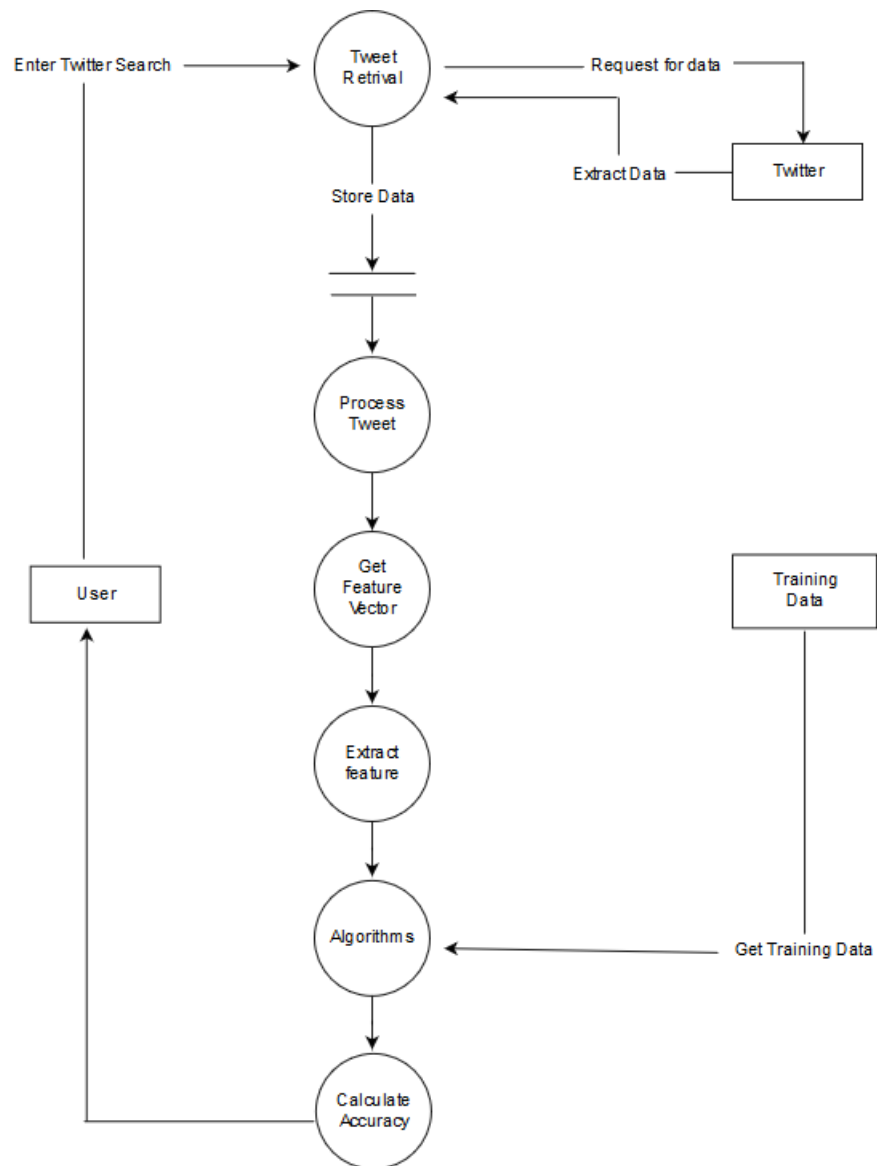 Enter Twitter Search
Tweet
Retrival
Request for data
Extract Data
Twitter
Store Data
Process
Tweet
Get
Feature
Vector
User
Training
Data
Extract
feature
Algorithms
Get Training Data
Calculate
Accuracy